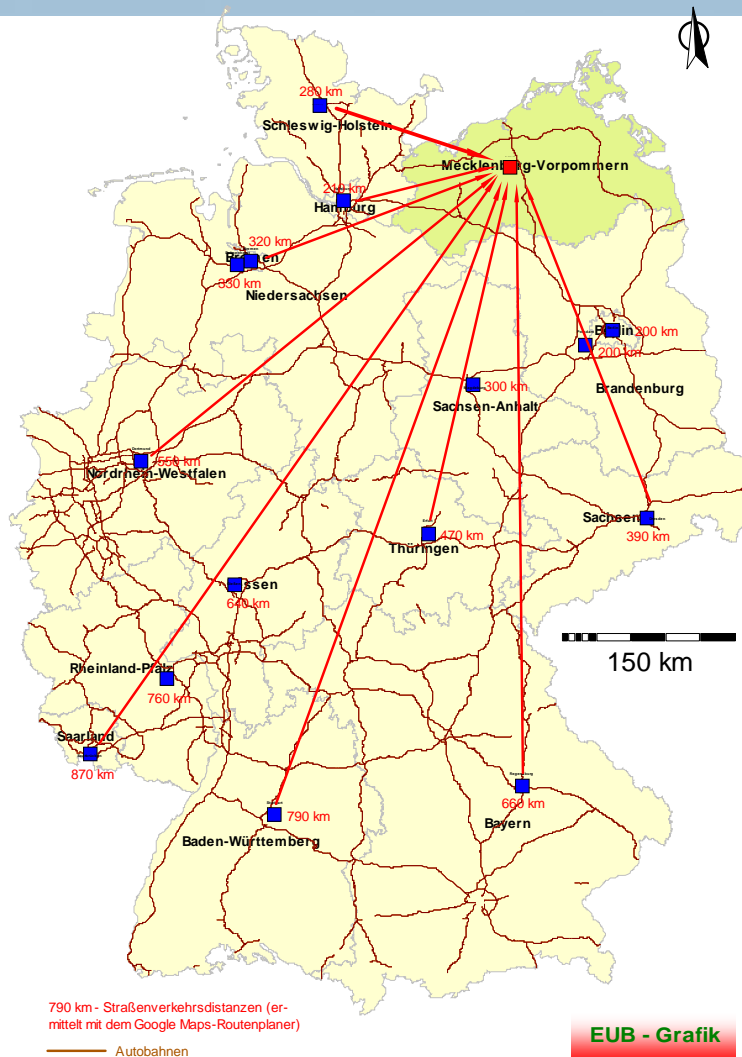 280 km
Schleswig-Holstein
Mecklenburg-Vorpommern
210 km
Hamburg
320 km
Bremen
330 km
Niedersachsen
Berlin
200 km
200 km
300 km
Brandenburg
Sachsen-Anhalt
Dortmund
550 km
Nordrhein-Westfalen
Sachsen
390 km
470 km
Thüringen
Hessen
640 km
150 km
Rheinland-Pfalz
760 km
Saarland
870 km
Regensburg
660 km
Bayern
790 km
Baden-Württemberg
790 km - Straßenverkehrsdistanzen (er-
mittelt mit dem Google Maps-Routenplaner)
Autobahnen
EUB - Grafik